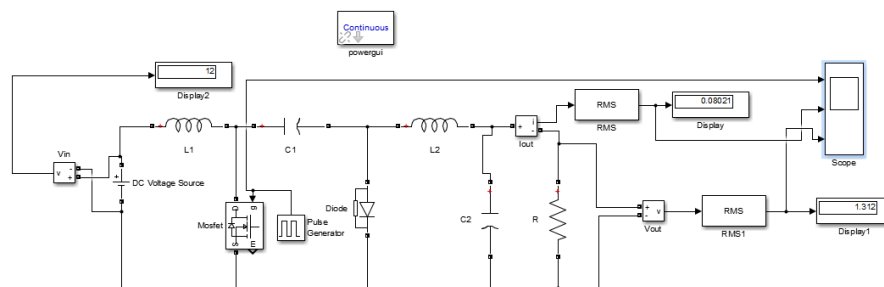 Continuous
powergui
12
Display2
Vin
v
-
+
+
DC Voltage Source
+
L1
+
C1
+
L2
+
+
-
i
Iout
RMS
RMS
0.08021
Display
Scope
Mosfet
g
D
S
m
Pulse
Generator
Diode
+
C2
+
R
+
-
v
Vout
RMS
RMS1
1.312
Display1